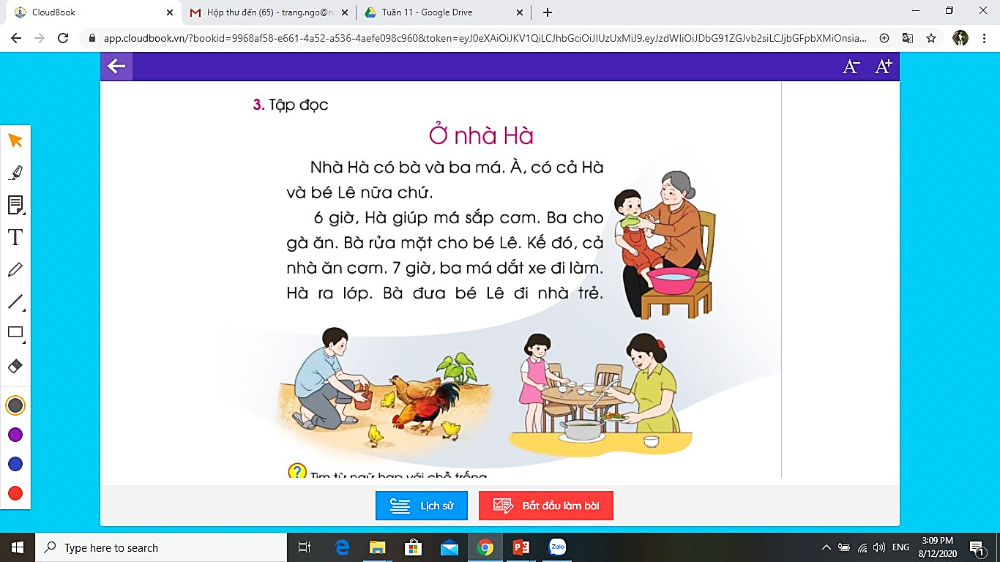 CloudBook
Hộp thư đến (65) - trang.ngo@n
Tuần 11 - Google Drive
app.cloudbook.vn/?bookid=9968af58-e661-4a52-a536-4aefe098c960&token=eyJ0eXAiOiJKV1QiLCJhbGciOiJIUzUxMiJ9.eyJzdWIiOiJDbG91ZGJvb2siLCJjbGFpbXMiOnsia...
A- A+
3. Tập đọc
Ở nhà Hà
Nhà Hà có bà và ba má. À, có cả Hà
và bé Lê nữa chứ.
6 giờ, Hà giúp má sắp cơm. Ba cho
gà ăn. Bà rửa mặt cho bé Lê. Kế đó, cả
nhà ăn cơm. 7 giờ, ba má dắt xe đi làm.
Hà ra lớp. Bà đưa bé Lê đi nhà trẻ.
? Tìm từ ngữ hợp với chỗ trống
T
Lịch sử
Bắt đầu làm bài
Type here to search
Zalo
ENG
3:09 PM
8/12/2020
1